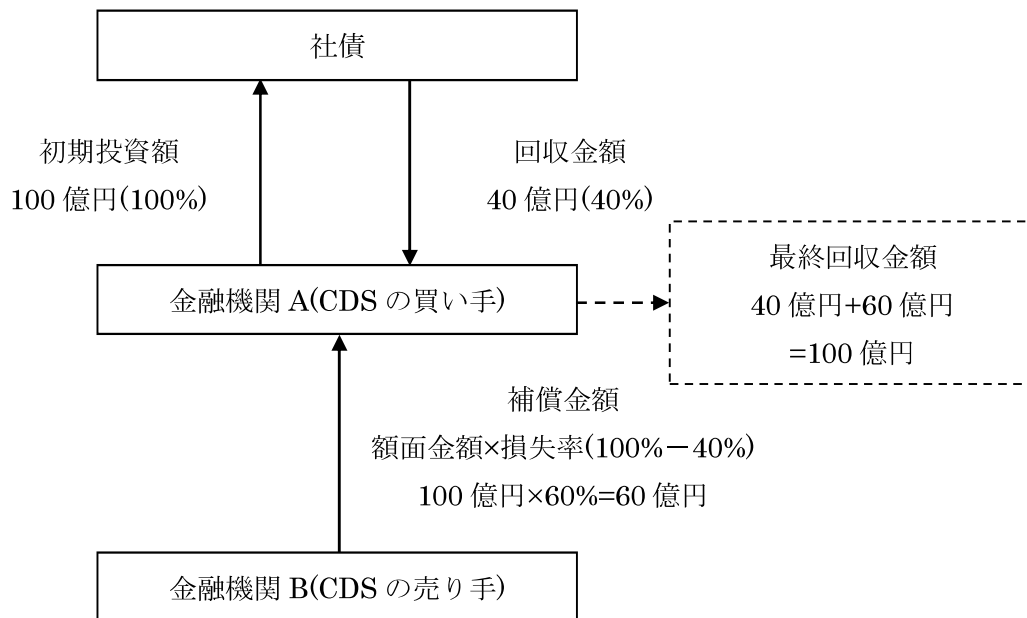 社債
初期投資額
100 億円(100%)
回収金額
40 億円(40%)
金融機関 A(CDS の買い手)
最終回収金額
40 億円+60 億円
=100 億円
補償金額
額面金額×損失率(100%－40%)
100 億円×60%=60 億円
金融機関 B(CDS の売り手)